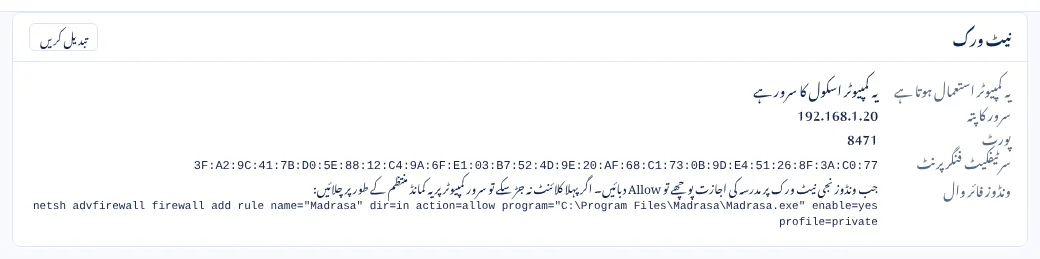 نیٹ ورک
تبدیل کریں
یہ کمپیوٹر استعمال ہوتا ہے
یہ کمپیوٹر اسکول کا سرور ہے
سرور کا پتہ
192.168.1.20
پورٹ
8471
سرٹیفکیٹ فنگر پرنٹ
3F:A2:9C:41:7B:D0:5E:88:12:C4:9A:6F:E1:03:B7:52:4D:9E:20:AF:68:C1:73:0B:9D:E4:51:26:8F:3A:C0:77
ونڈوز فائر وال
جب ونڈوز نجی نیٹ ورک پر مدرسہ کی اجازت پوچھے تو Allow دبائیں۔ اگر پہلا کلائنٹ نہ جڑ سکے تو سرور کمپیوٹر پر یہ کمانڈ منتظم کے طور پر چلائیں:
netsh advfirewall firewall add rule name="Madrasa" dir=in action=allow program="C:\Program Files\Madrasa\Madrasa.exe" enable=yes
profile=private